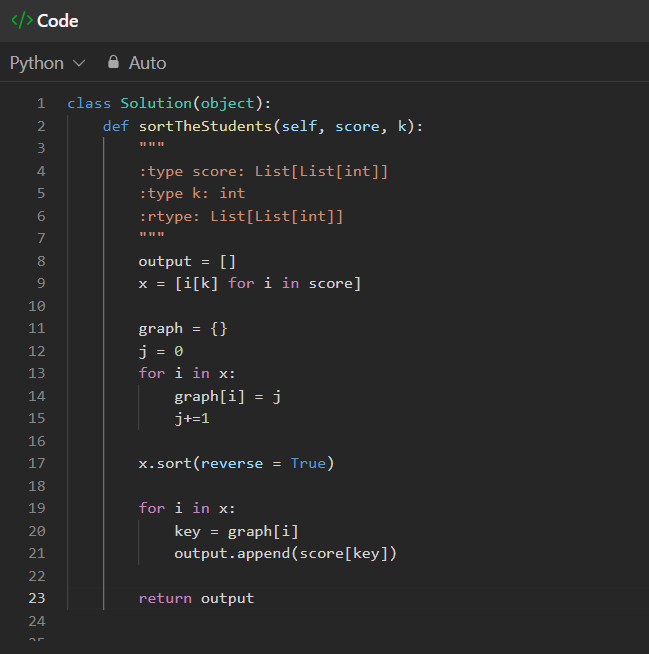 </> Code
Python Auto
1 class Solution(object):
2     def sortTheStudents(self, score, k):
3         """
4         :type score: List[List[int]]
5         :type k: int
6         :rtype: List[List[int]]
7         """
8         output = []
9         x = [i[k] for i in score]
10
11         graph = {}
12         j = 0
13         for i in x:
14             graph[i] = j
15             j+=1
16
17         x.sort(reverse = True)
18
19         for i in x:
20             key = graph[i]
21             output.append(score[key])
22
23         return output
24